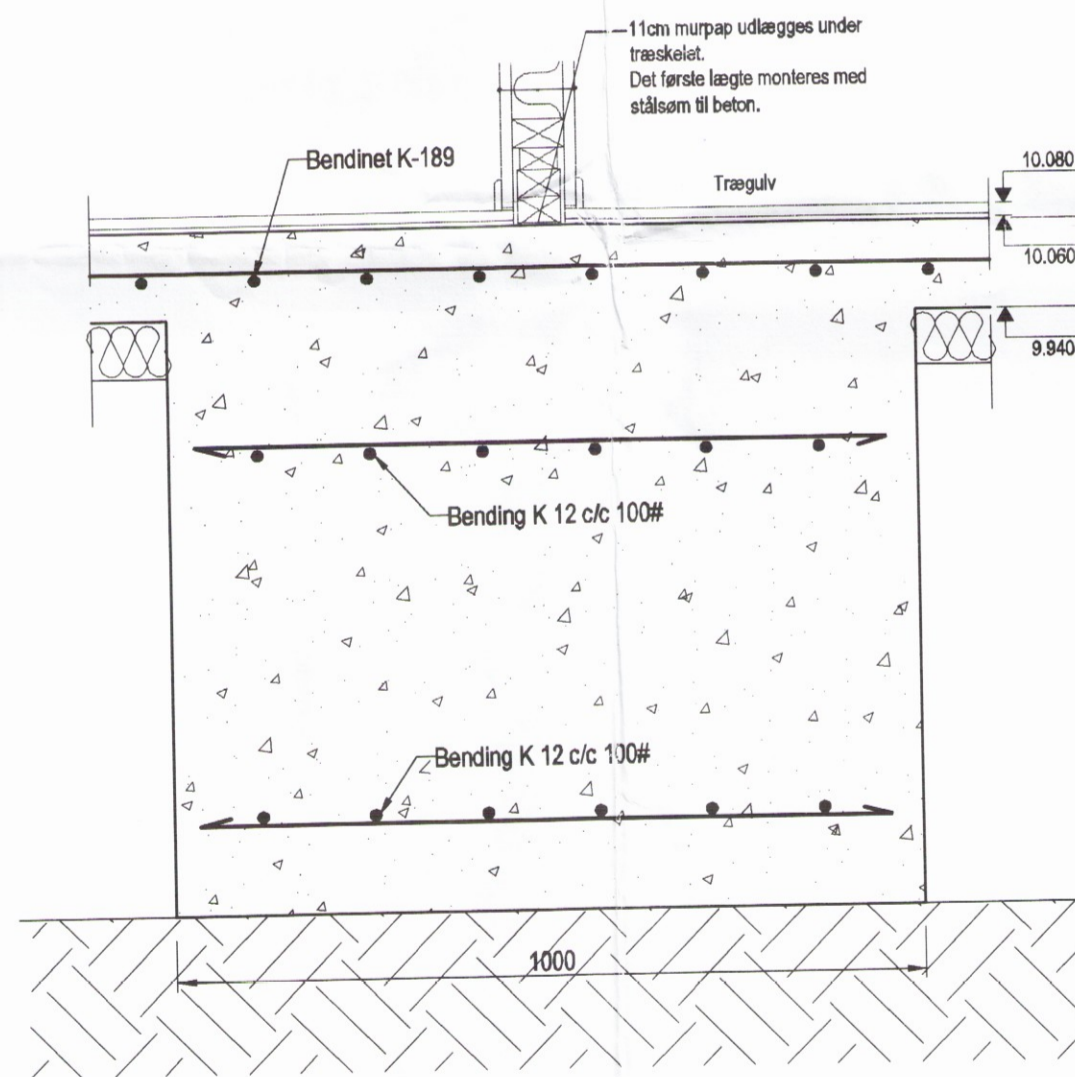 11cm murpap udlægges under
træskelat.
Det første lægte monteres med
stålsøm til beton.
Bendinet K-189
Trægulv
10.080
10.060
9.940
Bending K 12 c/c 100#
Bending K 12 c/c 100#
1000